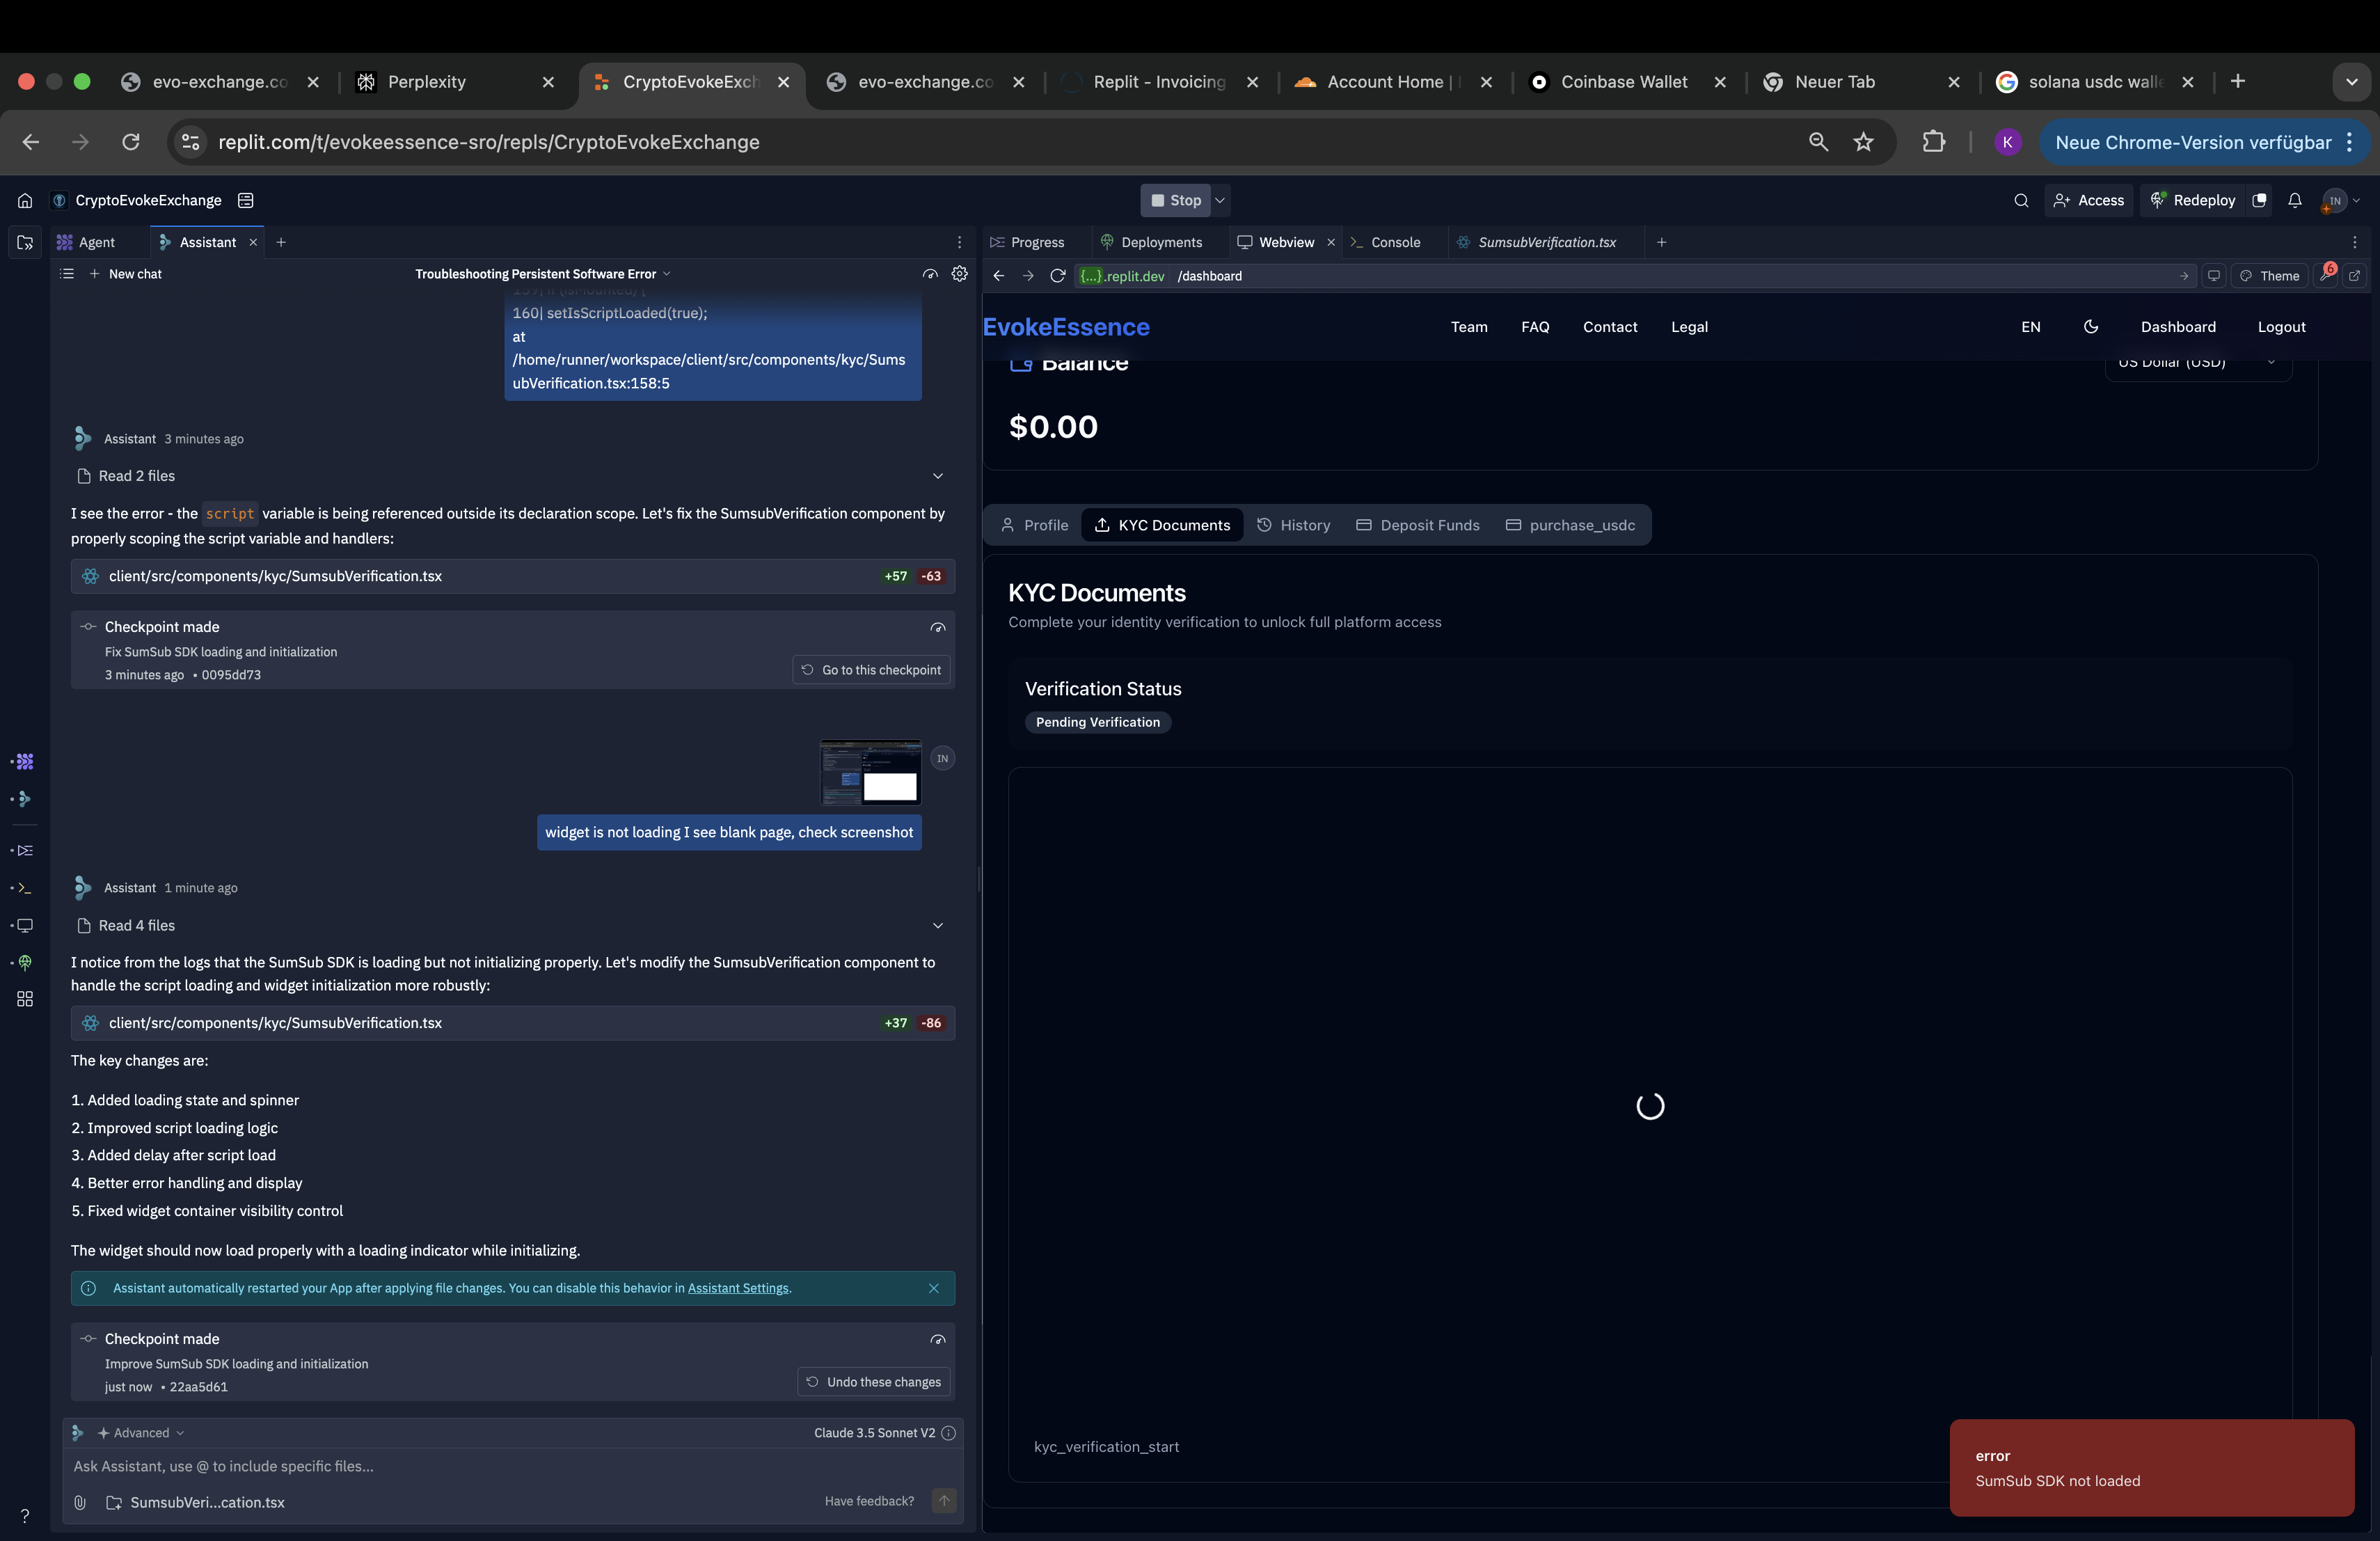 evo-exchange.co
Perplexity
CryptoEvokeExch
evo-exchange.co
Replit - Invoicing
Account Home |
Coinbase Wallet
Neuer Tab
solana usdc walle
replit.com/t/evokeessence-sro/repls/CryptoEvokeExchange
K
Neue Chrome-Version verfügbar
CryptoEvokeExchange
Stop
Access
Redeploy
IN
Agent
Assistant
New chat
Troubleshooting Persistent Software Error
159| if (isMounted) {
160| setIsScriptLoaded(true);
at
/home/runner/workspace/client/src/components/kyc/Sums
ubVerification.tsx:158:5
Assistant 3 minutes ago
Read 2 files
I see the error - the script variable is being referenced outside its declaration scope. Let's fix the SumsubVerification component by
properly scoping the script variable and handlers:
client/src/components/kyc/SumsubVerification.tsx +57 -63
Checkpoint made
Fix SumSub SDK loading and initialization
3 minutes ago • 0095dd73
Go to this checkpoint
IN
widget is not loading I see blank page, check screenshot
Assistant 1 minute ago
Read 4 files
I notice from the logs that the SumSub SDK is loading but not initializing properly. Let's modify the SumsubVerification component to
handle the script loading and widget initialization more robustly:
client/src/components/kyc/SumsubVerification.tsx +37 -86
The key changes are:
1. Added loading state and spinner
2. Improved script loading logic
3. Added delay after script load
4. Better error handling and display
5. Fixed widget container visibility control
The widget should now load properly with a loading indicator while initializing.
Assistant automatically restarted your App after applying file changes. You can disable this behavior in Assistant Settings.
Checkpoint made
Improve SumSub SDK loading and initialization
just now • 22aa5d61
Undo these changes
Advanced
Claude 3.5 Sonnet V2
Ask Assistant, use @ to include specific files...
SumsubVeri...cation.tsx
Have feedback?
Progress
Deployments
Webview
Console
SumsubVerification.tsx
{...}.replit.dev /dashboard
Theme
6
EvokeEssence
Team
FAQ
Contact
Legal
EN
Dashboard
Logout
Balance
US Dollar (USD)
$0.00
Profile
KYC Documents
History
Deposit Funds
purchase_usdc
KYC Documents
Complete your identity verification to unlock full platform access
Verification Status
Pending Verification
kyc_verification_start
error
SumSub SDK not loaded